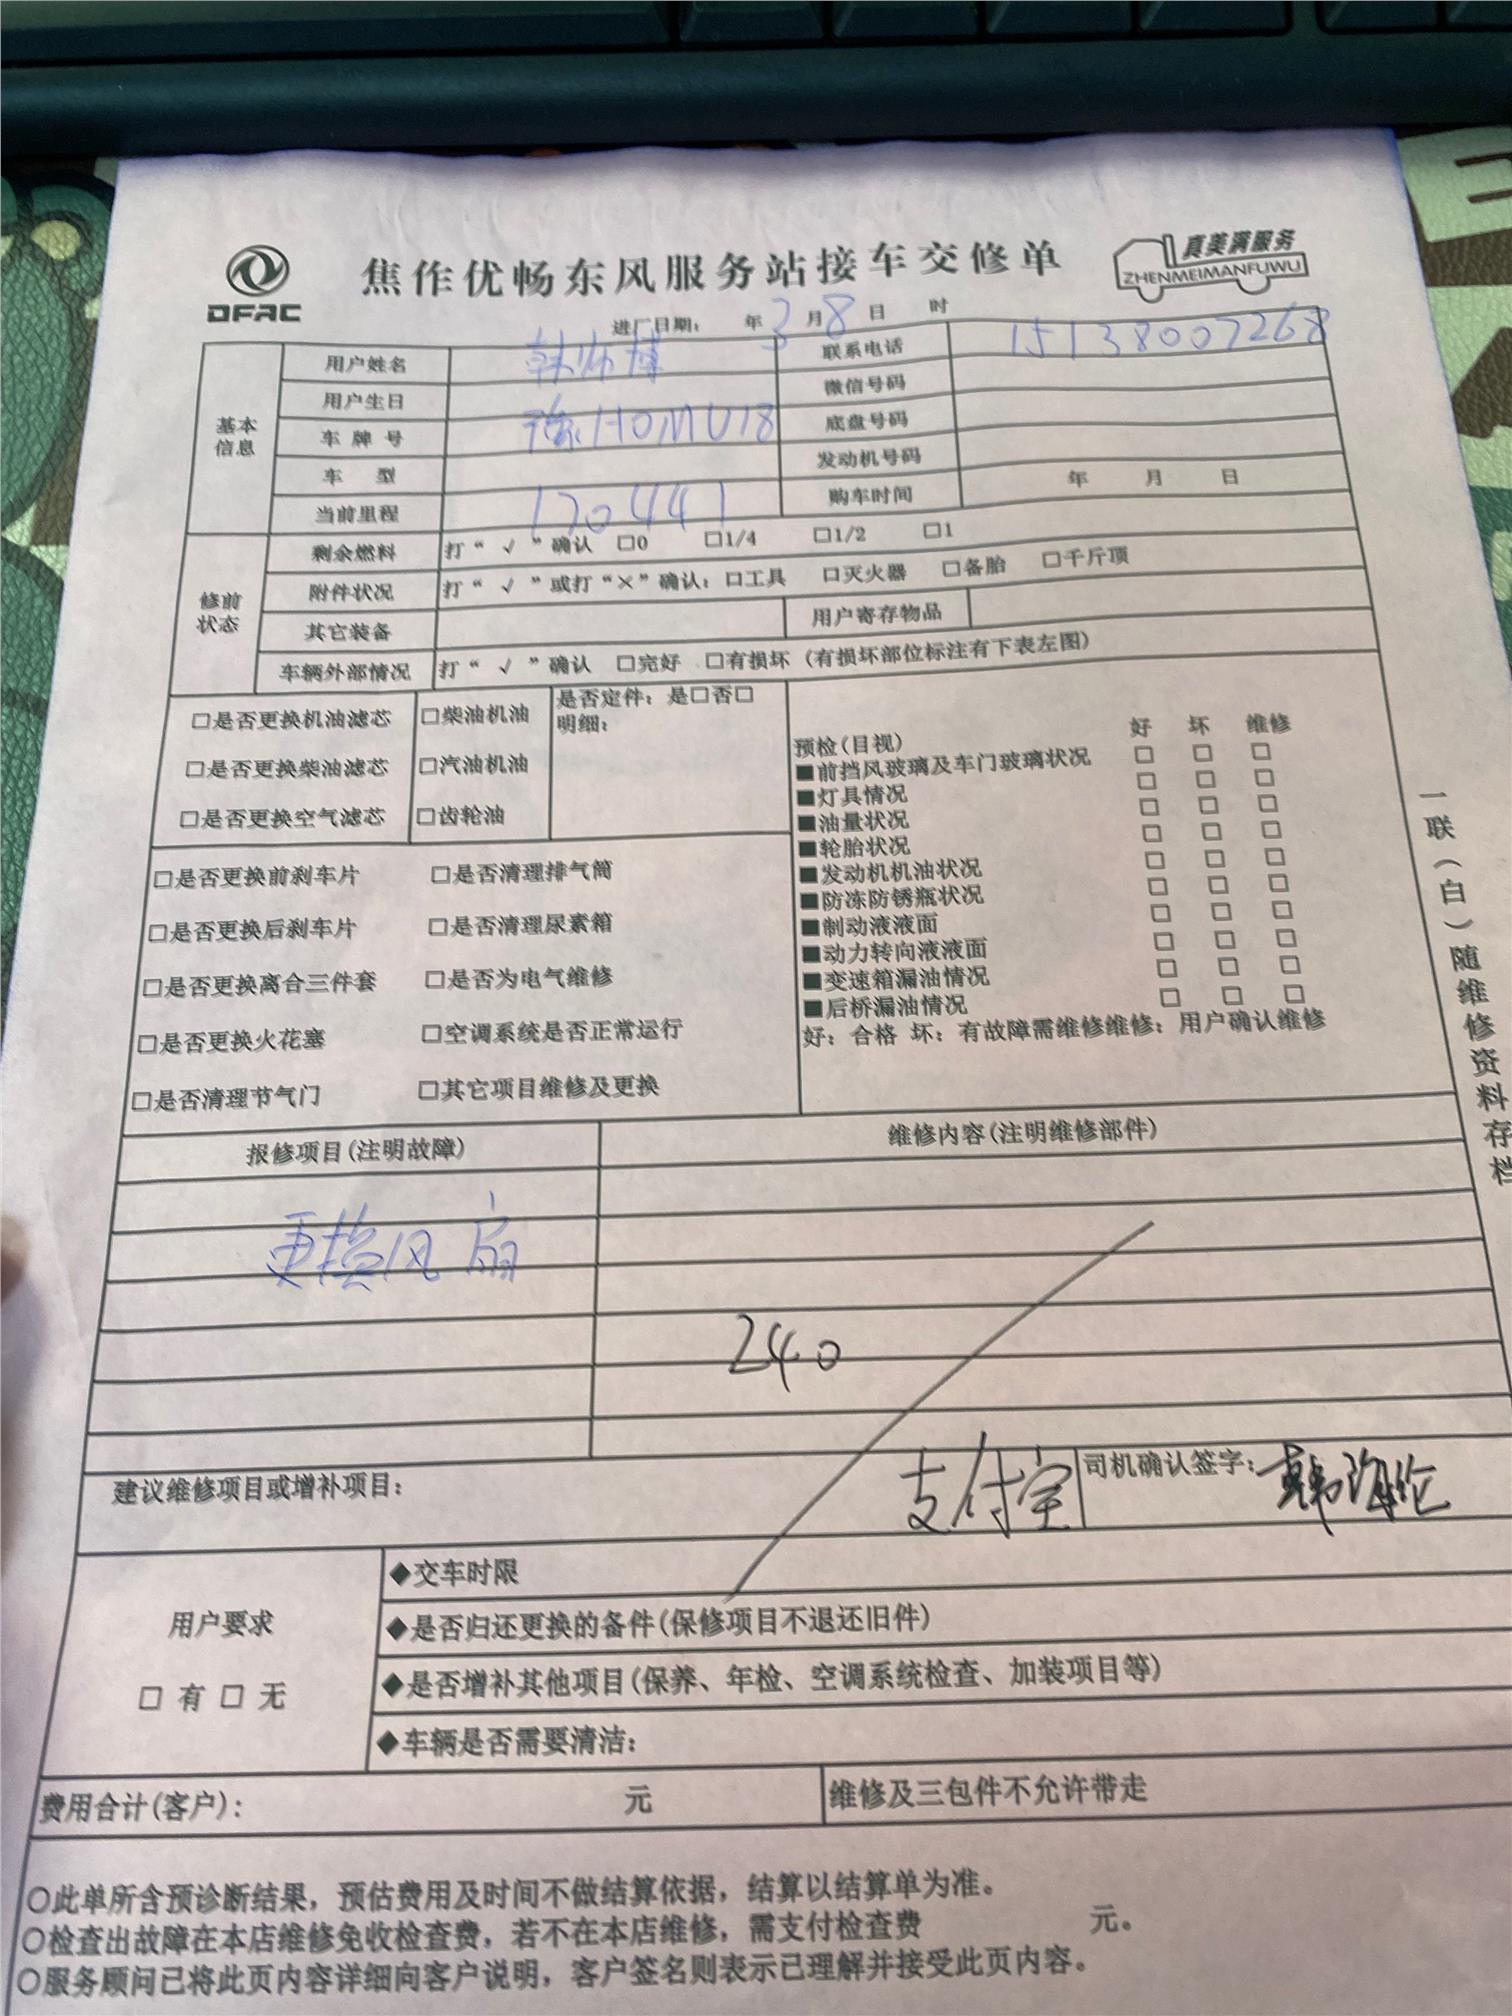 DFAC
焦作优畅东风服务站接车交修单
真美满服务
ZHENMEIMANFUWU
进厂日期: 年 3 月 8 日 时
基本信息
用户姓名 韩师傅 联系电话 15138007268
用户生日 微信号码
车牌号 豫H0MU18 底盘号码
车 型 发动机号码
当前里程 170441 购车时间 年 月 日
修前状态
剩余燃料 打“√”确认 □0 □1/4 □1/2 □1
附件状况 打“√”或打“×”确认: □工具 □灭火器 □备胎 □千斤顶
其它装备 用户寄存物品
车辆外部情况 打“√”确认 □完好 □有损坏 (有损坏部位标注有下表左图)
□是否更换机油滤芯 □柴油机油
□是否更换柴油滤芯 □汽油机油
□是否更换空气滤芯 □齿轮油
是否定件: 是□否□
明细:
□是否更换前刹车片 □是否清理排气筒
□是否更换后刹车片 □是否清理尿素箱
□是否更换离合三件套 □是否为电气维修
□是否更换火花塞 □空调系统是否正常运行
□是否清理节气门 □其它项目维修及更换
预检(目视) 好 坏 维修
■前挡风玻璃及车门玻璃状况 □ □ □
■灯具情况 □ □ □
■油量状况 □ □ □
■轮胎状况 □ □ □
■发动机机油状况 □ □ □
■防冻防锈瓶状况 □ □ □
■制动液液面 □ □ □
■动力转向液液面 □ □ □
■变速箱漏油情况 □ □ □
■后桥漏油情况 □ □ □
好: 合格 坏: 有故障需维修维修: 用户确认维修
一联(白)随维修资料存档
报修项目(注明故障) 维修内容(注明维修部件)
更换风扇
240
建议维修项目或增补项目: 支付宝 司机确认签字: 韩海伦
用户要求
□ 有 □ 无
◆交车时限
◆是否归还更换的备件(保修项目不退还旧件)
◆是否增补其他项目(保养、年检、空调系统检查、加装项目等)
◆车辆是否需要清洁:
费用合计(客户): 元 维修及三包件不允许带走
○此单所含预诊断结果，预估费用及时间不做结算依据，结算以结算单为准。
○检查出故障在本店维修免收检查费，若不在本店维修，需支付检查费 元。
○服务顾问已将此页内容详细向客户说明，客户签名则表示已理解并接受此页内容。